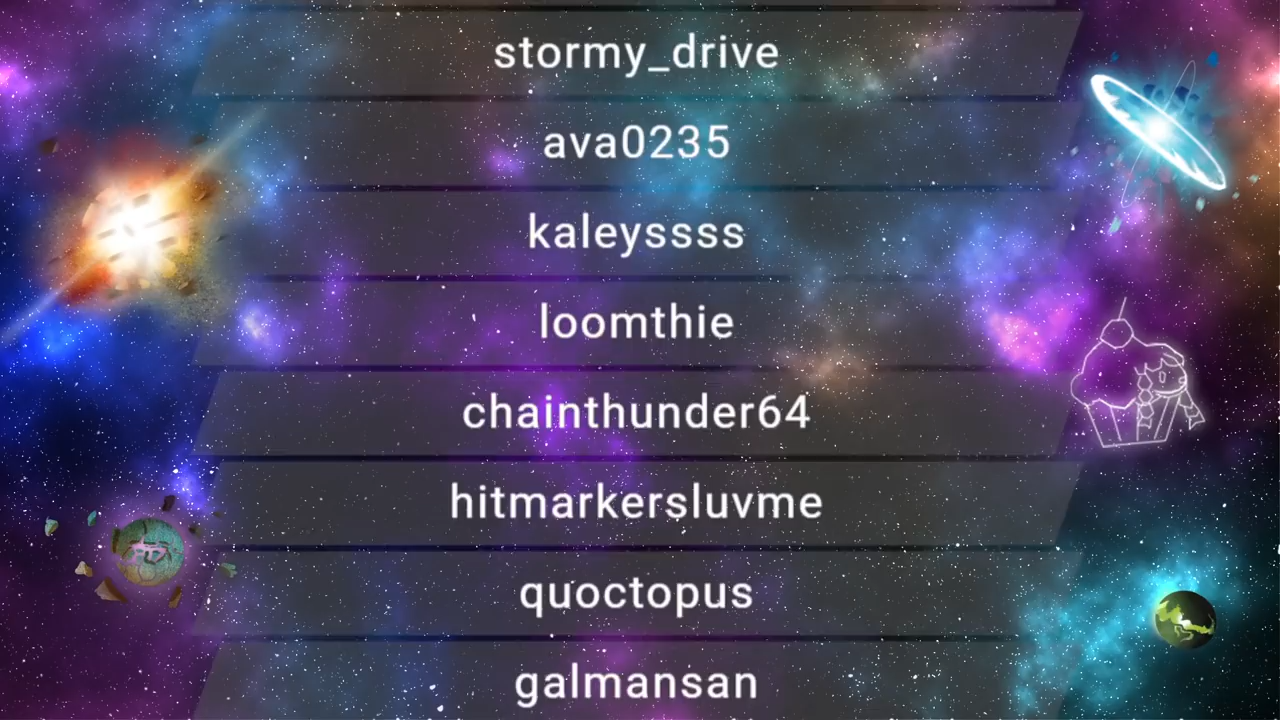 stormy_drive
ava0235
kaleyssss
loomthie
chainthunder64
hitmarkersluvme
quoctopus
galmansan